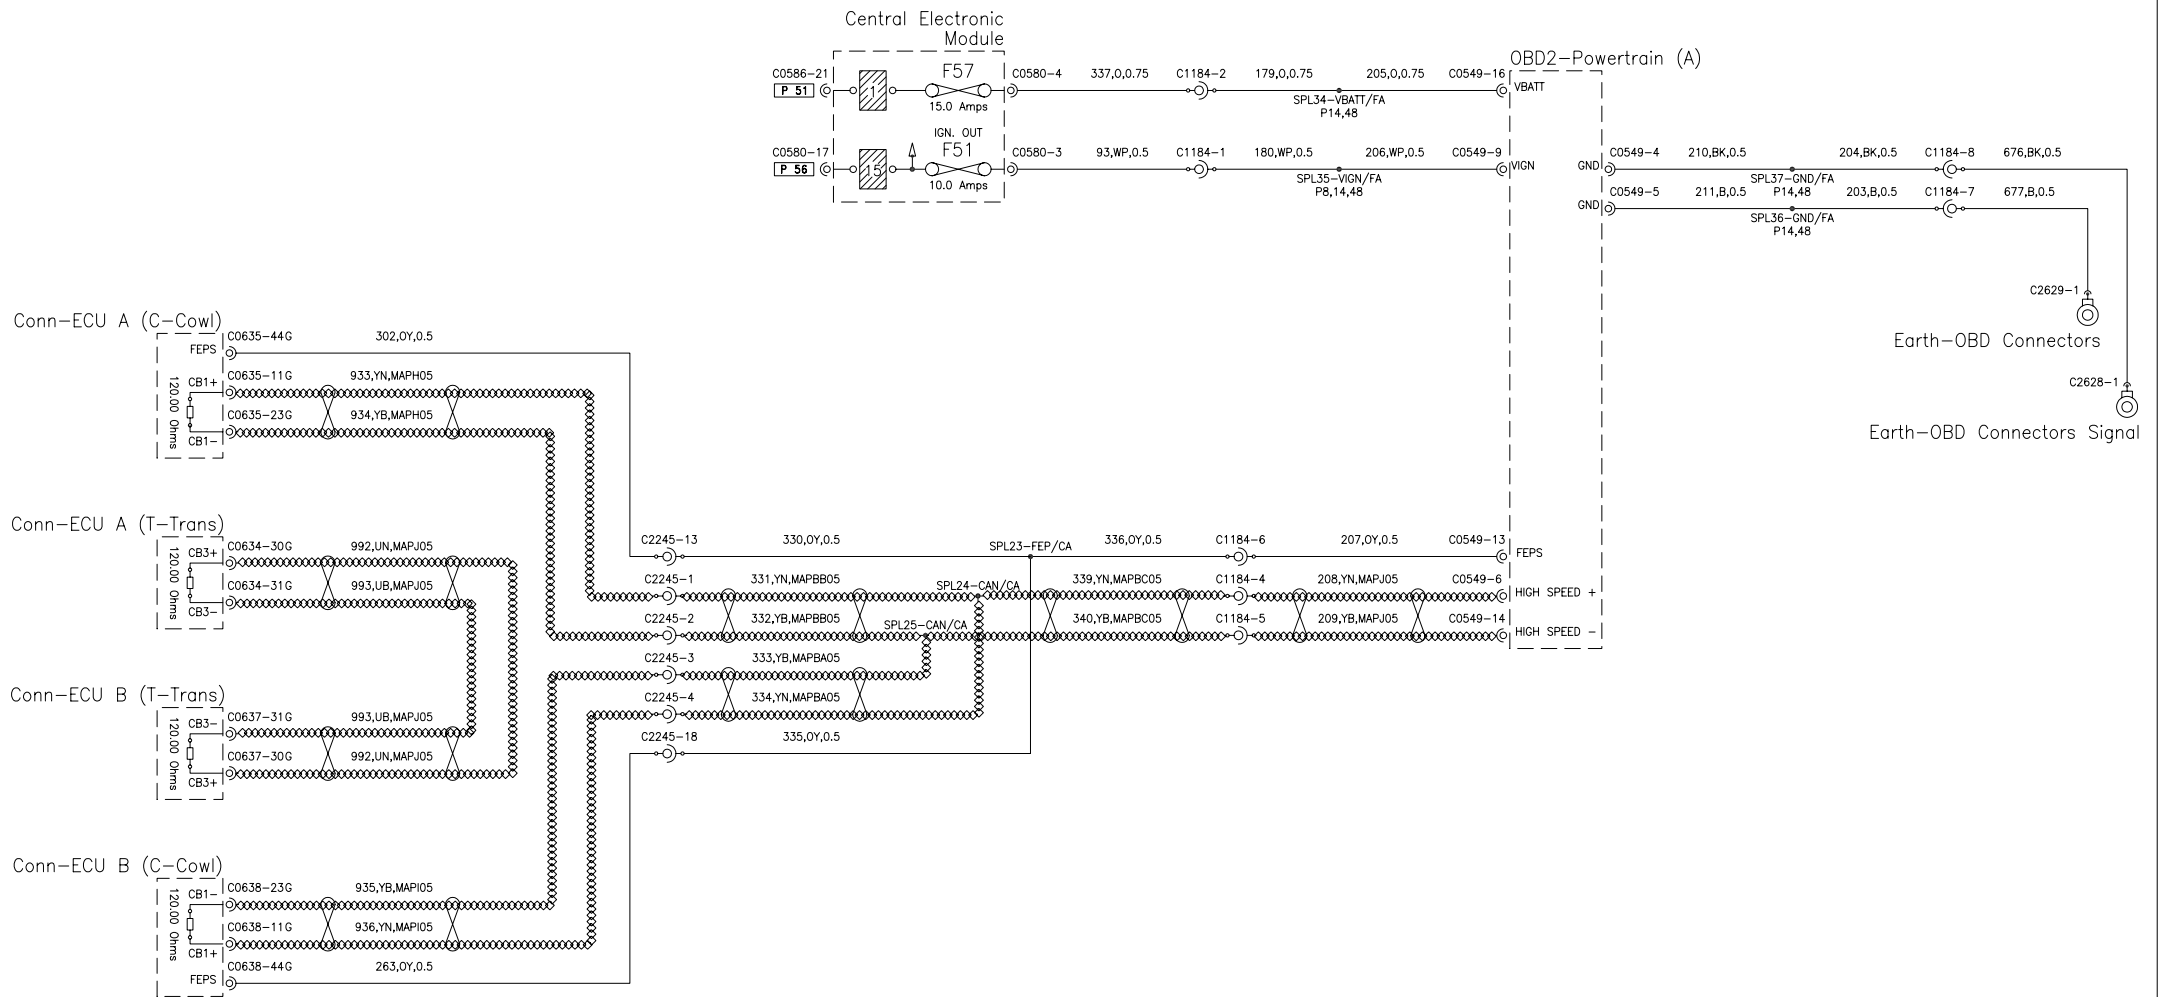 Central Electronic
Module
OBD2-Powertrain (A)
C0586-21
P 51
1
F57
15.0 Amps
C0580-4
337,O,0.75
C1184-2
179,O,0.75
205,O,0.75
C0549-16
VBATT
SPL34-VBATT/FA
P14,48
IGN. OUT
C0580-17
P 56
15
F51
10.0 Amps
C0580-3
93,WP,0.5
C1184-1
180,WP,0.5
206,WP,0.5
C0549-9
VIGN
SPL35-VIGN/FA
P8,14,48
GND
C0549-4
210,BK,0.5
204,BK,0.5
C1184-8
676,BK,0.5
SPL37-GND/FA
P14,48
GND
C0549-5
211,B,0.5
203,B,0.5
C1184-7
677,B,0.5
SPL36-GND/FA
P14,48
C2629-1
Earth-OBD Connectors
C2628-1
Earth-OBD Connectors Signal
Conn-ECU A (C-Cowl)
FEPS
C0635-44G
302,OY,0.5
CB1+
C0635-11G
933,YN,MAPH05
120.00 Ohms
C0635-23G
934,YB,MAPH05
CB1-
Conn-ECU A (T-Trans)
CB3+
C0634-30G
992,UN,MAPJ05
120.00 Ohms
C0634-31G
993,UB,MAPJ05
CB3-
Conn-ECU B (T-Trans)
CB3-
C0637-31G
993,UB,MAPJ05
120.00 Ohms
C0637-30G
992,UN,MAPJ05
CB3+
Conn-ECU B (C-Cowl)
CB1-
C0638-23G
935,YB,MAPI05
120.00 Ohms
C0638-11G
936,YN,MAPI05
CB1+
C0638-44G
263,OY,0.5
FEPS
C2245-13
330,OY,0.5
SPL23-FEP/CA
336,OY,0.5
C1184-6
207,OY,0.5
C0549-13
FEPS
C2245-1
331,YN,MAPBB05
SPL24-CAN/CA
339,YN,MAPBC05
C1184-4
208,YN,MAPJ05
C0549-6
HIGH SPEED +
C2245-2
332,YB,MAPBB05
SPL25-CAN/CA
340,YB,MAPBC05
C1184-5
209,YB,MAPJ05
C0549-14
HIGH SPEED -
C2245-3
333,YB,MAPBA05
C2245-4
334,YN,MAPBA05
C2245-18
335,OY,0.5